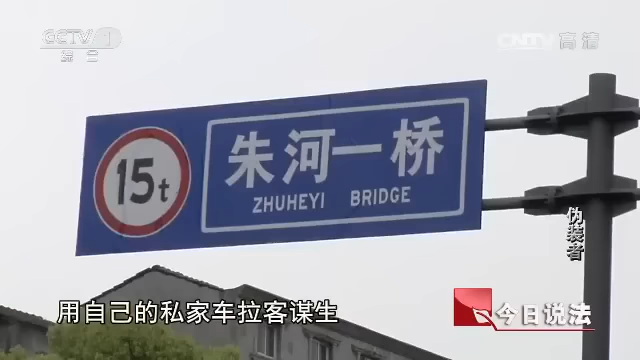 CCTV 1
综合
CNTV 高清
15t
朱河一桥
ZHUHEYI BRIDGE
伪装者
用自己的私家车拉客谋生
今日说法